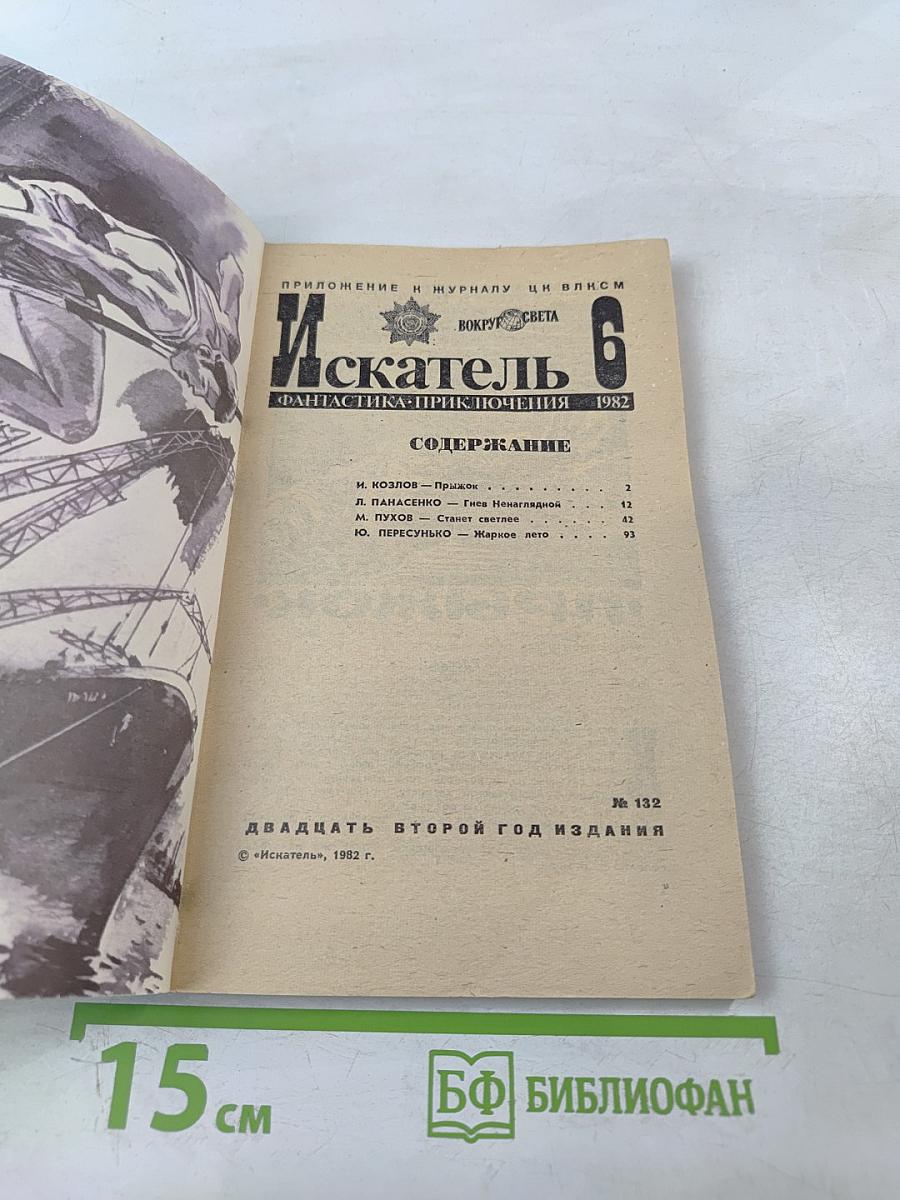 ПРИЛОЖЕНИЕ К ЖУРНАЛУ ЦК ВЛКСМ
ВОКРУГ СВЕТА
Искатель 6
ФАНТАСТИКА·ПРИКЛЮЧЕНИЯ 1982
СОДЕРЖАНИЕ
И. КОЗЛОВ — Прыжок . . . . . . . . . 2
Л. ПАНАСЕНКО — Гнев Ненаглядной . . . 12
М. ПУХОВ — Станет светлее . . . . . . 42
Ю. ПЕРЕСУНЬКО — Жаркое лето . . . . 93
№ 132
ДВАДЦАТЬ ВТОРОЙ ГОД ИЗДАНИЯ
© «Искатель», 1982 г.
15 см
БФ БИБЛИОФАН